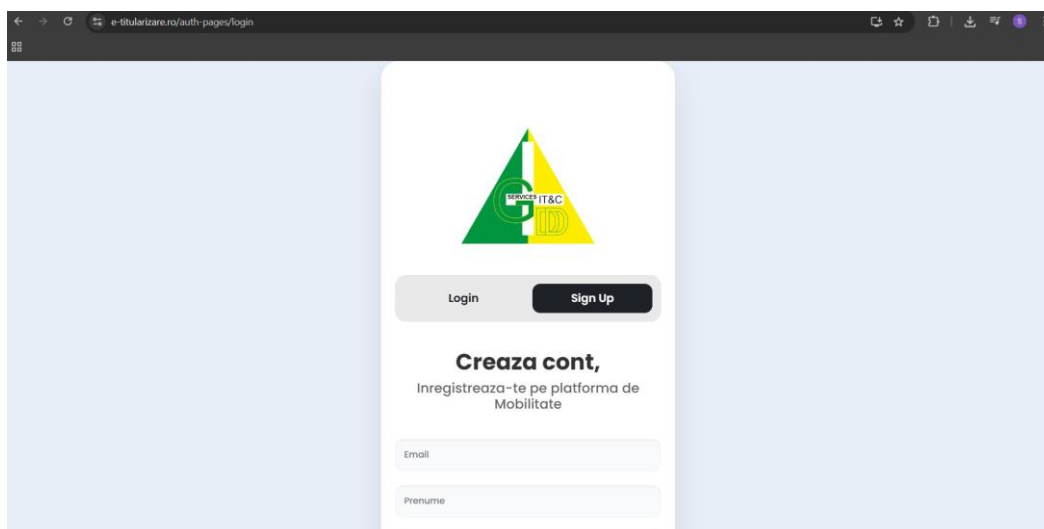 e-titularizare.ro/auth-pages/login
S
SERVICES IT&C
G
DD
Login
Sign Up
Creaza cont,
Inregistreaza-te pe platforma de
Mobilitate
Email
Prenume